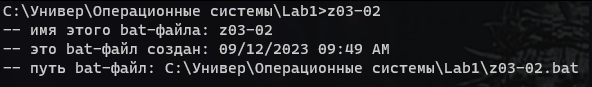 C:\Универ\Операционные системы\Lab1>z03-02
-- имя этого bat-файла: z03-02
-- это bat-файл создан: 09/12/2023 09:49 AM
-- путь bat-файл: C:\Универ\Операционные системы\Lab1\z03-02.bat